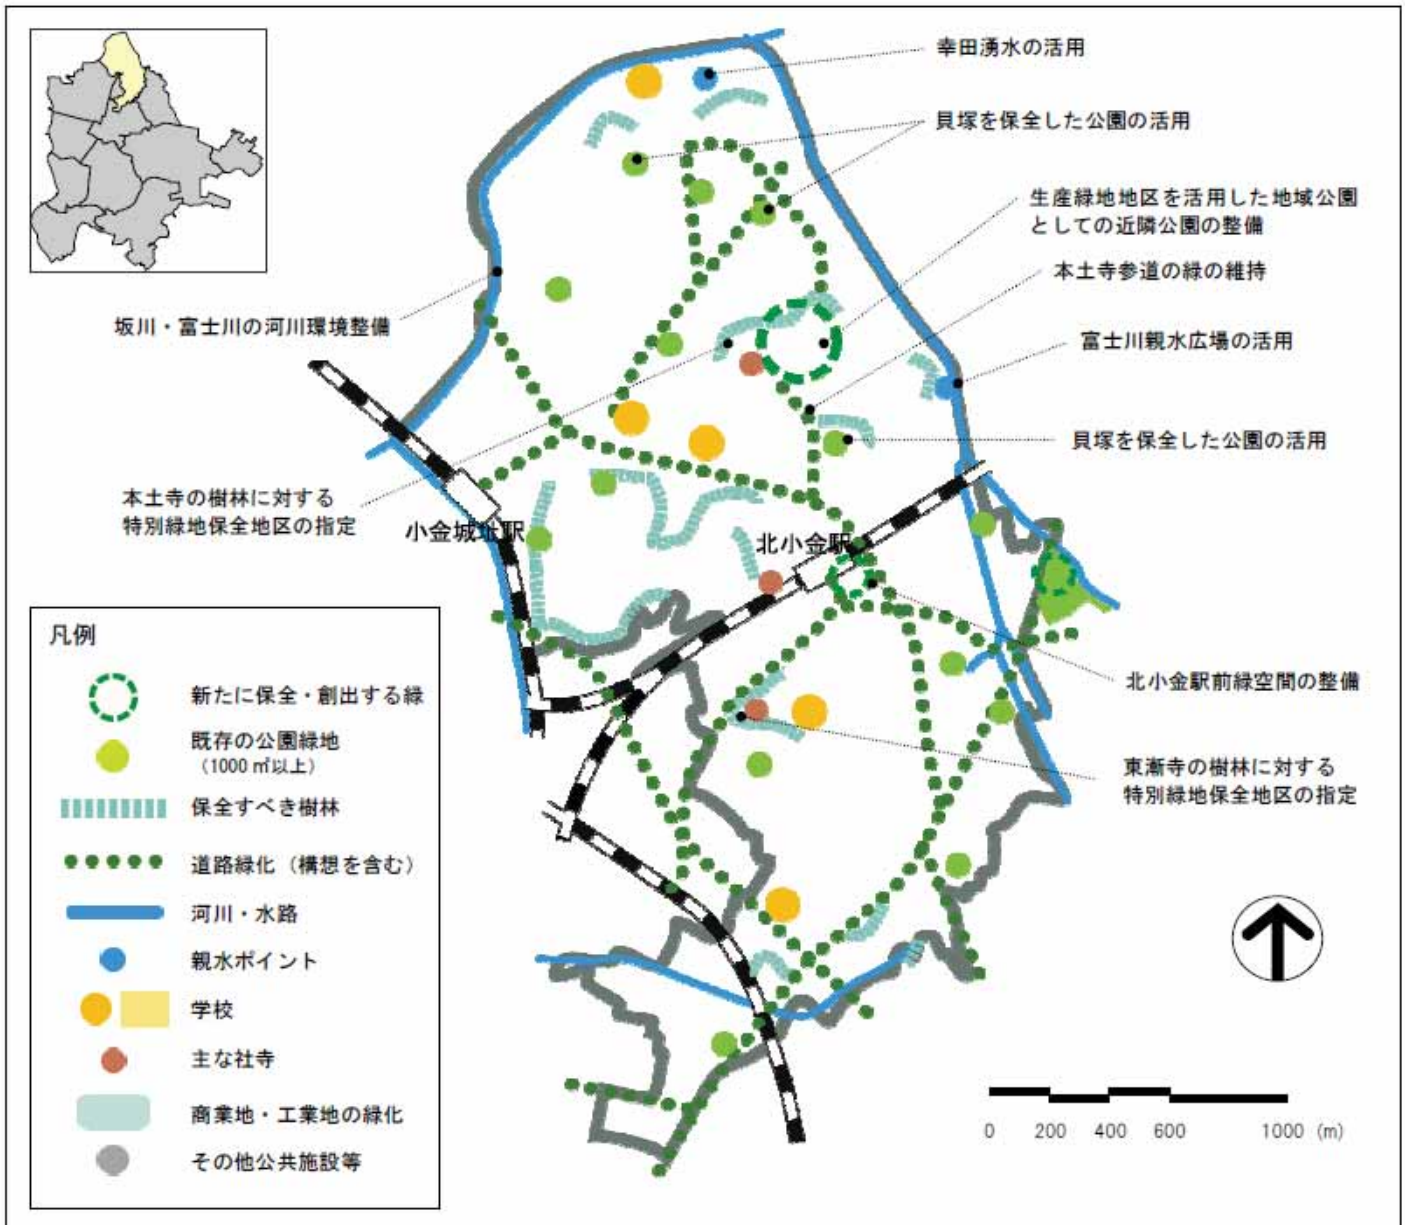 幸田湧水の活用
貝塚を保全した公園の活用
生産緑地地区を活用した地域公園
としての近隣公園の整備
本土寺参道の緑の維持
坂川・富士川の河川環境整備
富士川親水広場の活用
貝塚を保全した公園の活用
本土寺の樹林に対する
特別緑地保全地区の指定
小金城址駅
北小金駅
北小金駅前緑空間の整備
東漸寺の樹林に対する
特別緑地保全地区の指定
凡例
新たに保全・創出する緑
既存の公園緑地
（1000㎡以上）
保全すべき樹林
道路緑化（構想を含む）
河川・水路
親水ポイント
学校
主な社寺
商業地・工業地の緑化
その他公共施設等
0 200 400 600 1000 (m)